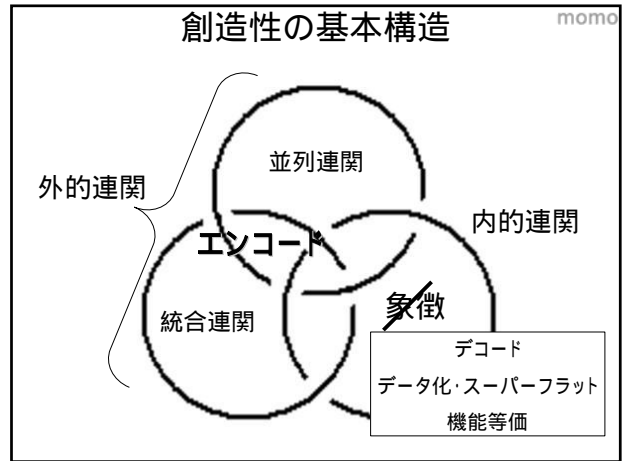 momo
創造性の基本構造
並列連関
外的連関
内的連関
エンコード
象徴
統合連関
デコード
データ化・スーパーフラット
機能等価